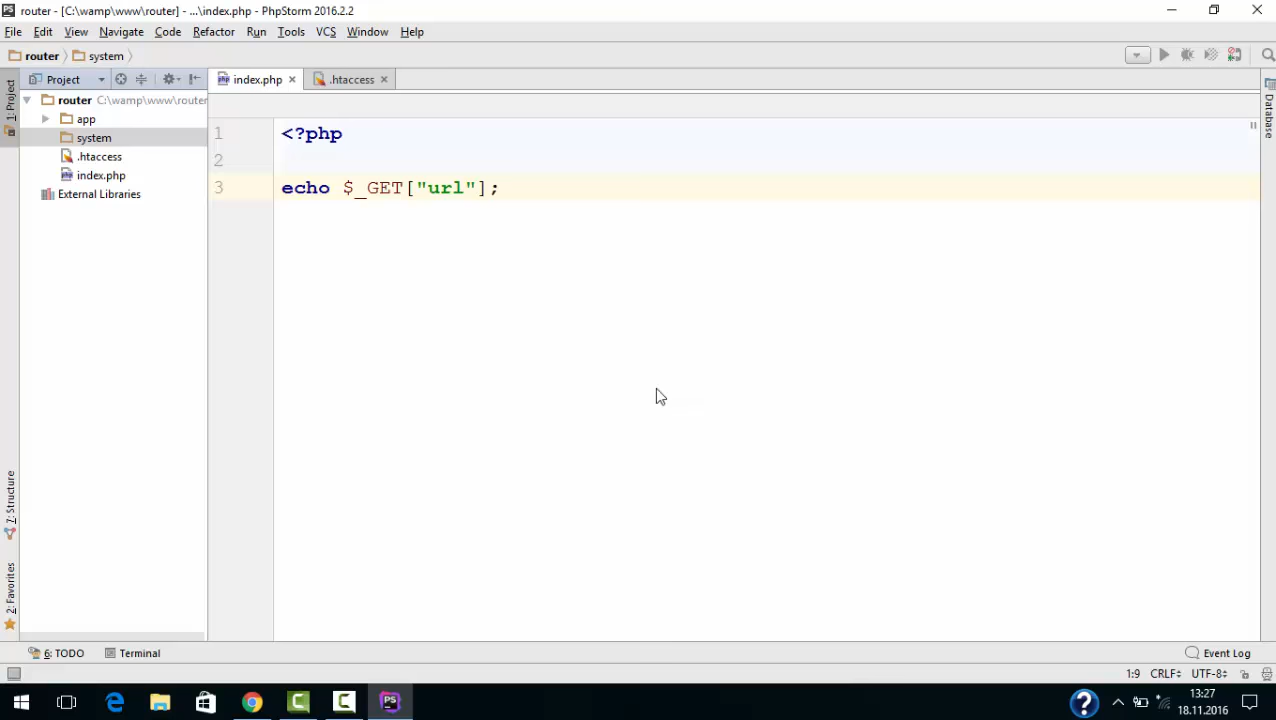 router - [C:\wamp\www\router] - ...\index.php - PhpStorm 2016.2.2
File Edit View Navigate Code Refactor Run Tools VCS Window Help
router system
Project
index.php
.htaccess
1: Project
router C:\wamp\www\router
app
system
.htaccess
index.php
External Libraries
1 <?php
2
3 echo $_GET["url"];
Database
7: Structure
2: Favorites
6: TODO
Terminal
Event Log
1:9 CRLF UTF-8
PS
13:27
18.11.2016